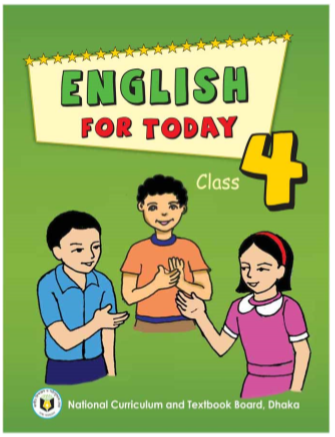 ENGLISH
FOR TODAY
Class 4
National Curriculum and Textbook Board, Dhaka